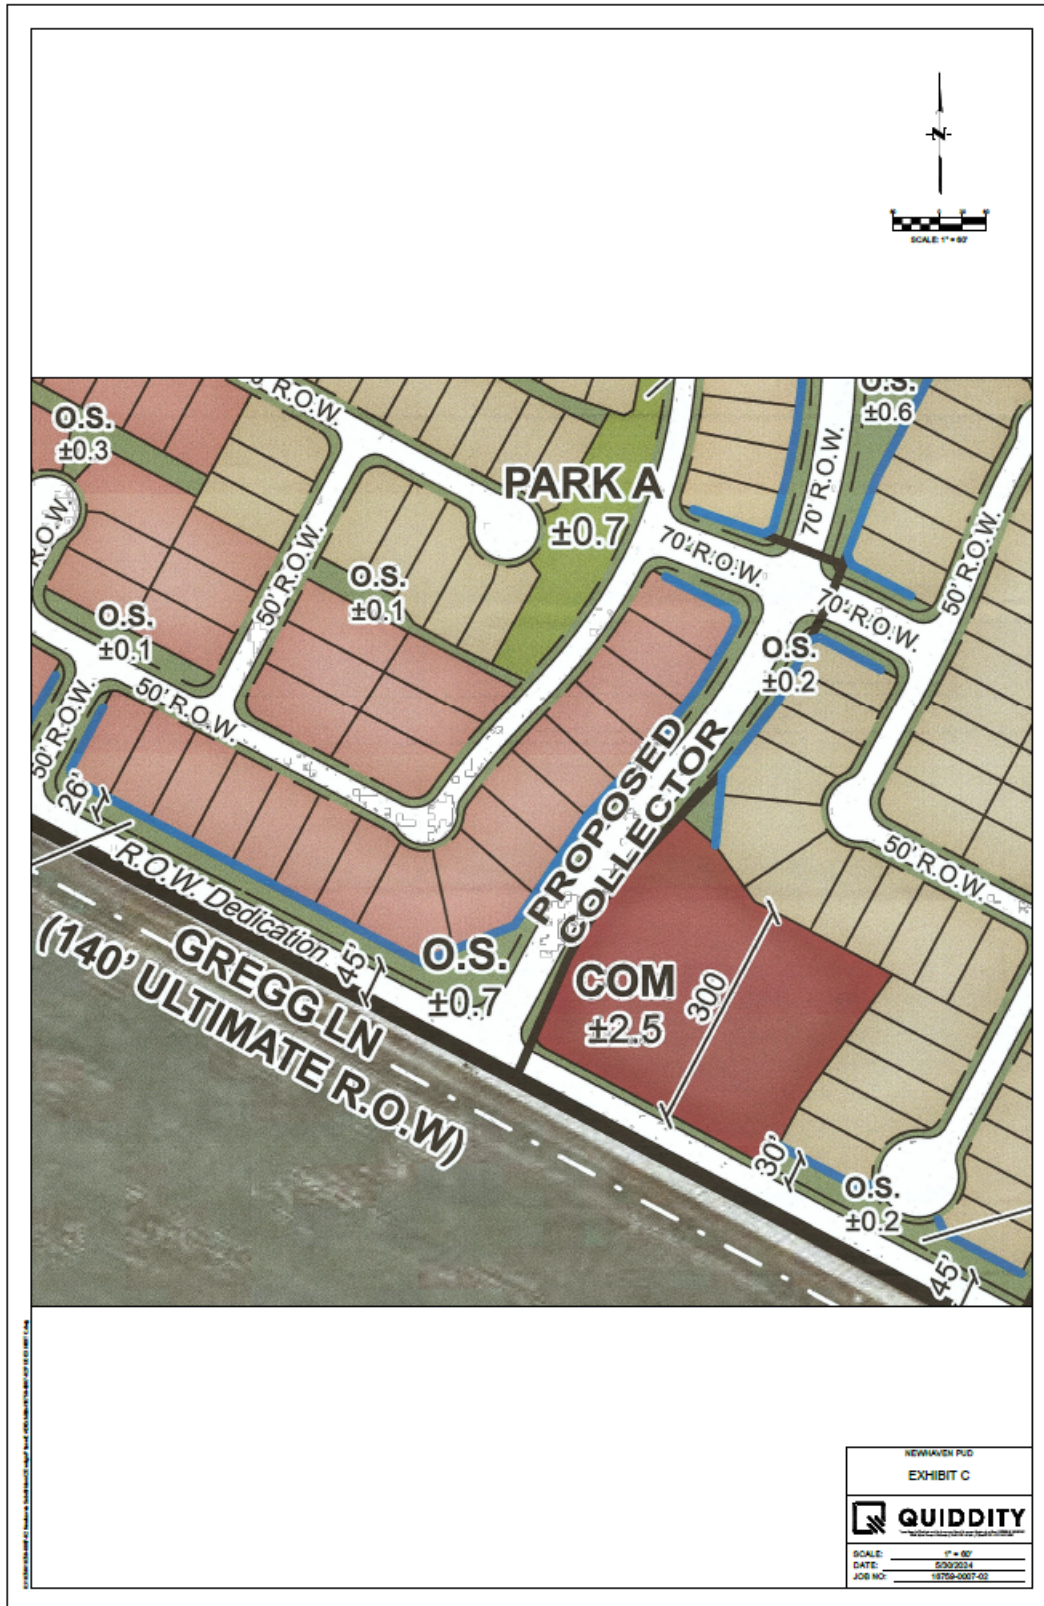 N
SCALE: 1" = 60'
R.O.W.
O.S.
±0.3
O.S.
±0.6
PARK A
±0.7
70' R.O.W.
R.O.W.
50' R.O.W.
70' R.O.W.
50' R.O.W.
O.S.
±0.1
70' R.O.W.
O.S.
±0.1
O.S.
±0.2
50' R.O.W.
50' R.O.W.
PROPOSED
COLLECTOR
26'
R.O.W. Dedication
50' R.O.W.
GREGG LN
(140' ULTIMATE R.O.W)
45'
O.S.
±0.7
COM
±2.5
300
30'
O.S.
±0.2
45'
NEWHAVEN PUD
EXHIBIT C
QUIDDITY
SCALE: 1" = 60'
DATE: 5/30/2024
JOB NO: 16759-0007-02